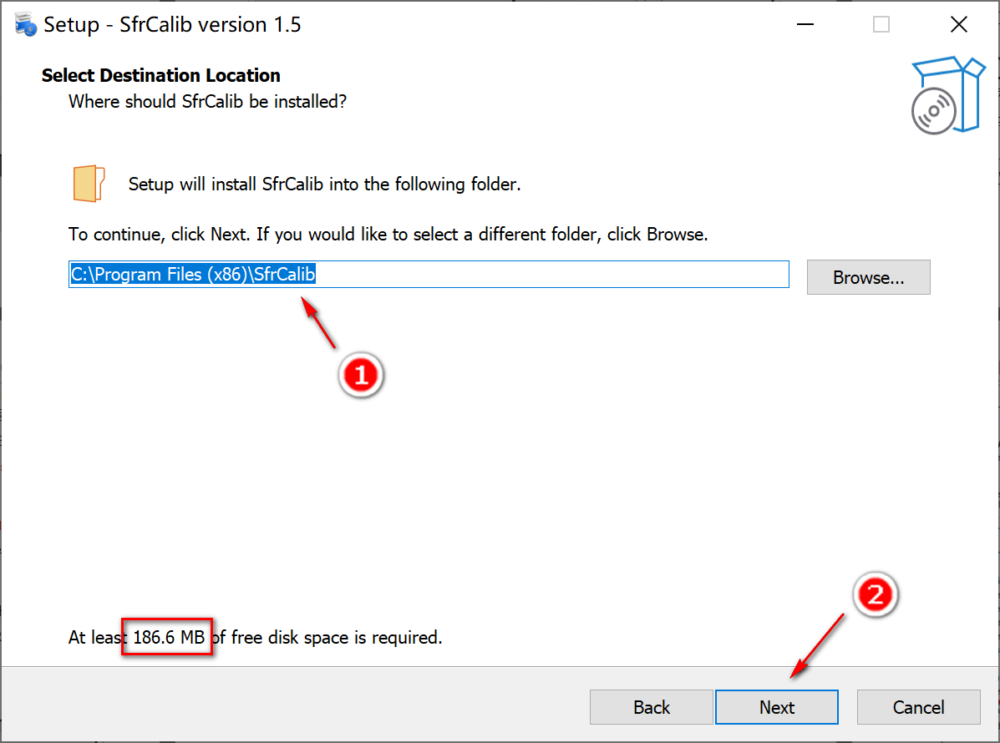 Setup - SfrCalib version 1.5
Select Destination Location
Where should SfrCalib be installed?
Setup will install SfrCalib into the following folder.
To continue, click Next. If you would like to select a different folder, click Browse.
C:\Program Files (x86)\SfrCalib
Browse...
1
2
At least 186.6 MB of free disk space is required.
Back
Next
Cancel